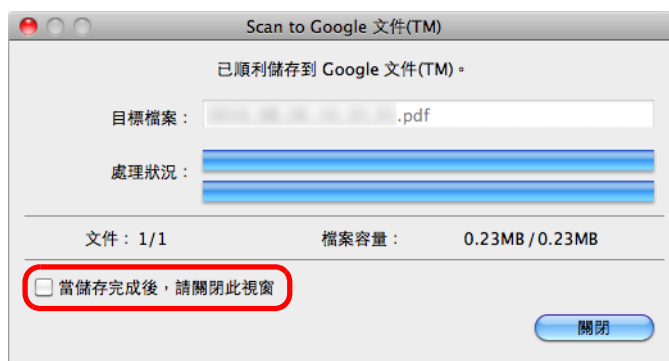 Scan to Google 文件(TM)
已順利儲存到 Google 文件(TM)。
目標檔案： .pdf
處理狀況：
文件： 1/1 檔案容量： 0.23MB / 0.23MB
當儲存完成後，請關閉此視窗
關閉